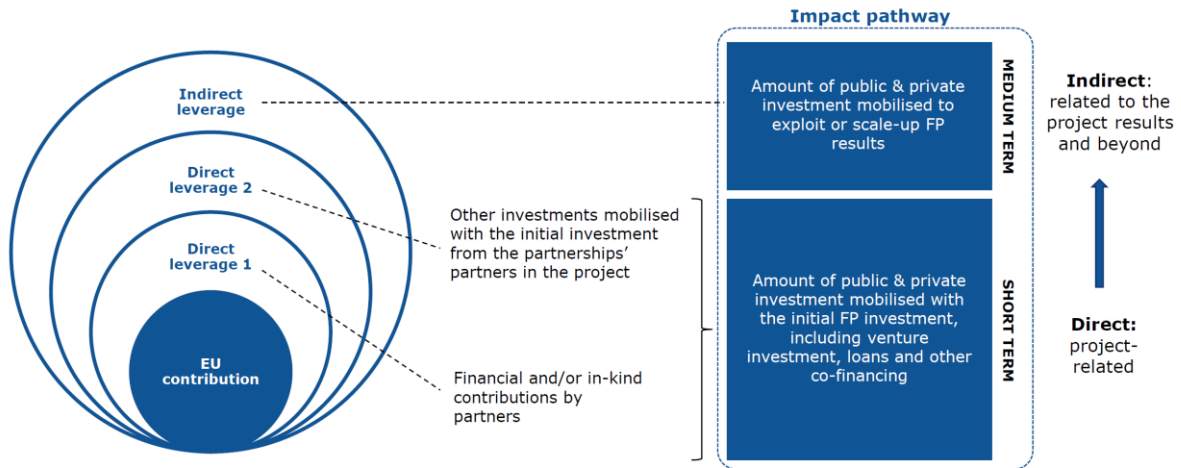 Impact pathway
Indirect
leverage
Direct
leverage 2
Direct
leverage 1
EU
contribution
Other investments mobilised
with the initial investment
from the partnerships’
partners in the project
Financial and/or in-kind
contributions by
partners
Amount of public & private
investment mobilised to
exploit or scale-up FP
results
MEDIUM TERM
Amount of public & private
investment mobilised with
the initial FP investment,
including venture
investment, loans and other
co-financing
SHORT TERM
Indirect:
related to the
project results
and beyond
Direct:
project-
related